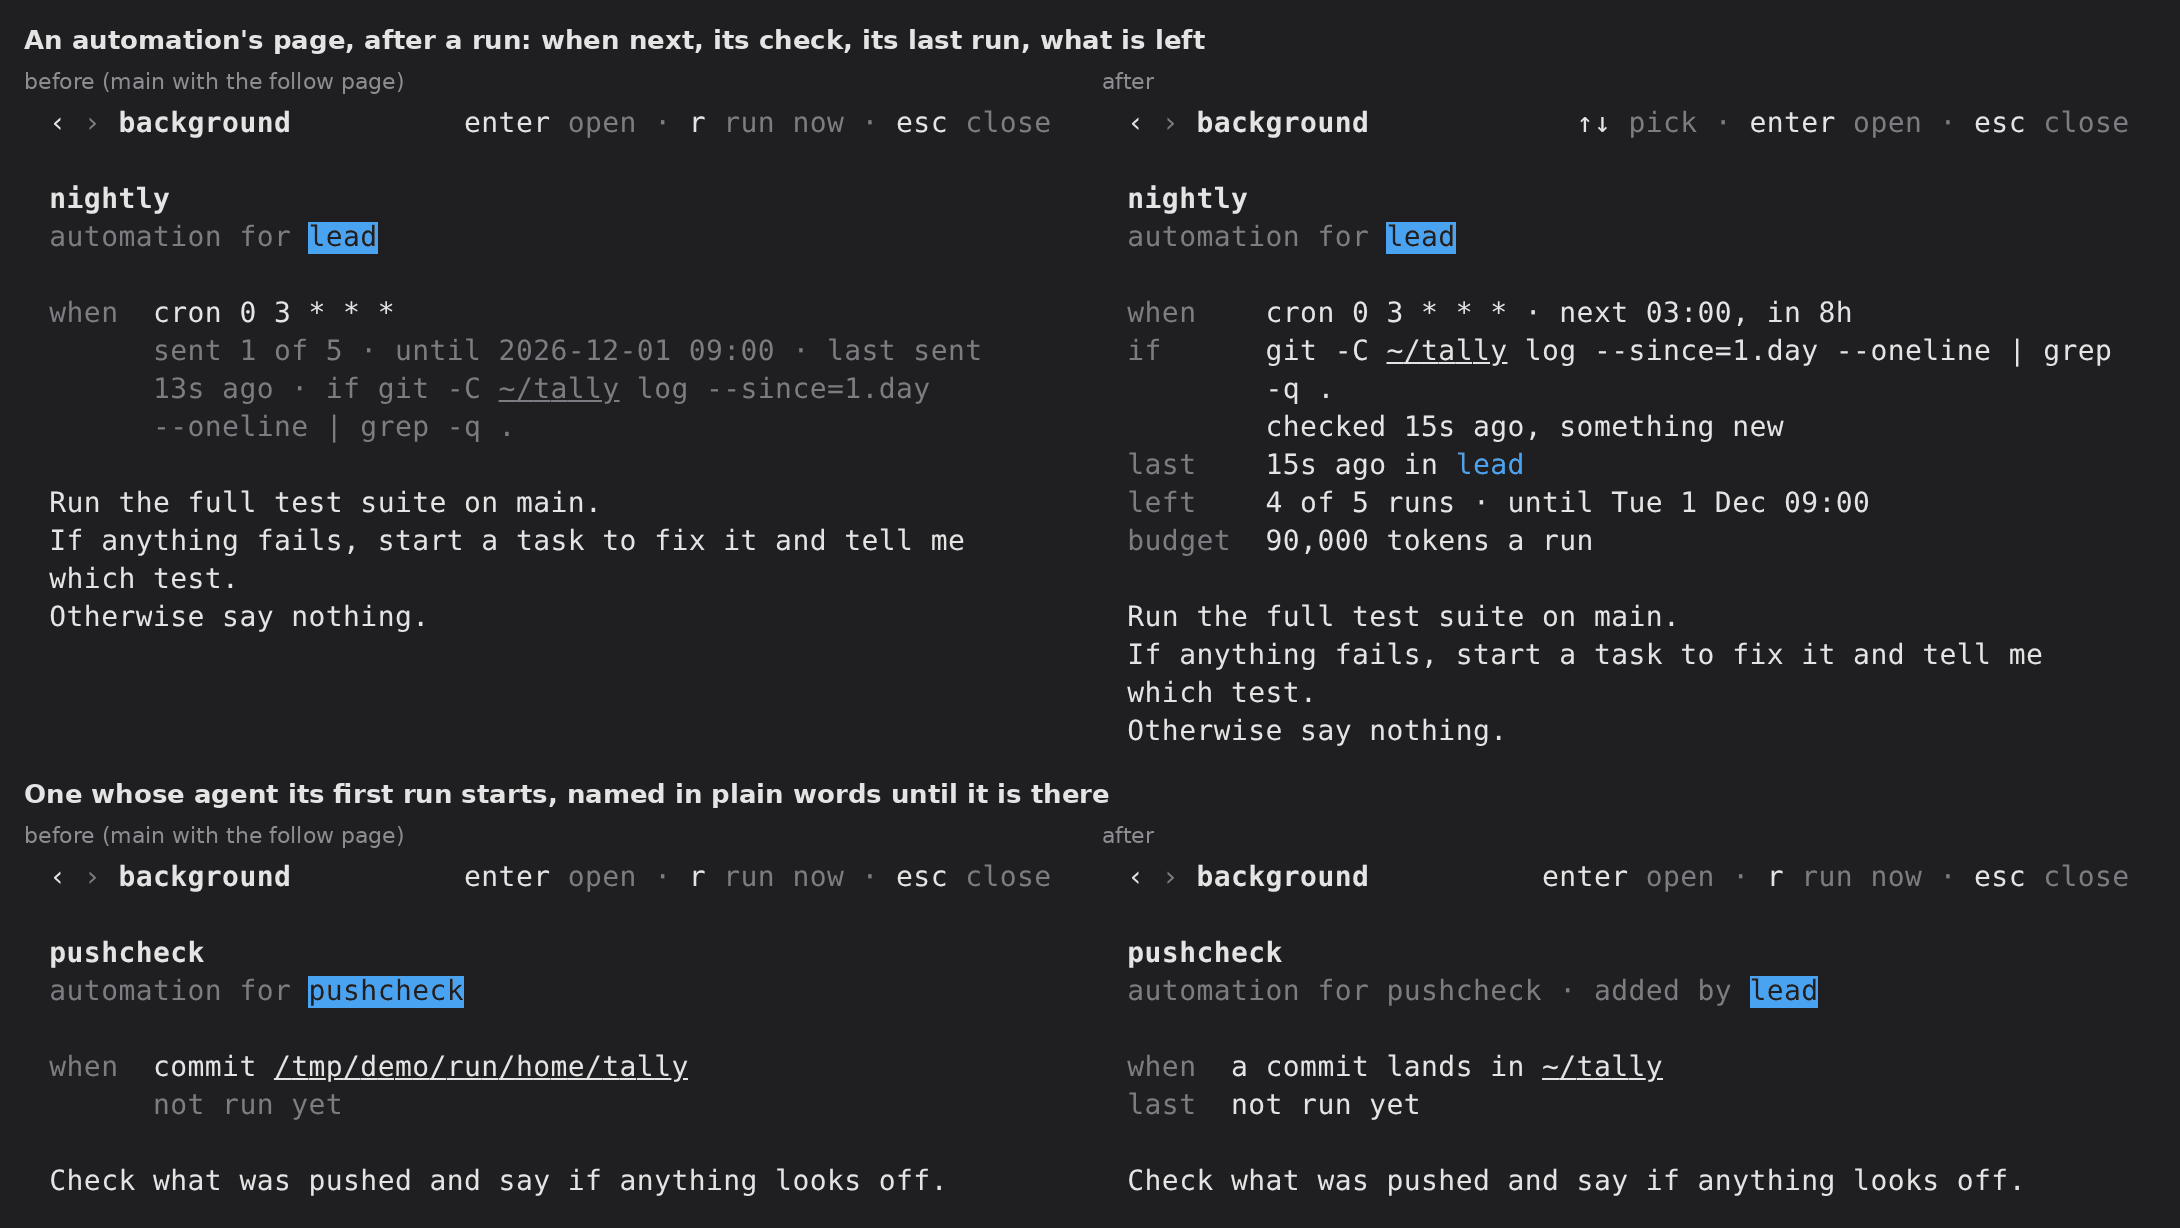 An automation's page, after a run: when next, its check, its last run, what is left
before (main with the follow page)
‹ › background enter open · r run now · esc close
nightly
automation for lead
when cron 0 3 * * *
sent 1 of 5 · until 2026-12-01 09:00 · last sent
13s ago · if git -C ~/tally log --since=1.day
--oneline | grep -q .
Run the full test suite on main.
If anything fails, start a task to fix it and tell me
which test.
Otherwise say nothing.
after
‹ › background ↑↓ pick · enter open · esc close
nightly
automation for lead
when cron 0 3 * * * · next 03:00, in 8h
if git -C ~/tally log --since=1.day --oneline | grep
-q .
checked 15s ago, something new
last 15s ago in lead
left 4 of 5 runs · until Tue 1 Dec 09:00
budget 90,000 tokens a run
Run the full test suite on main.
If anything fails, start a task to fix it and tell me
which test.
Otherwise say nothing.
One whose agent its first run starts, named in plain words until it is there
before (main with the follow page)
‹ › background enter open · r run now · esc close
pushcheck
automation for pushcheck
when commit /tmp/demo/run/home/tally
not run yet
Check what was pushed and say if anything looks off.
after
‹ › background enter open · r run now · esc close
pushcheck
automation for pushcheck · added by lead
when a commit lands in ~/tally
last not run yet
Check what was pushed and say if anything looks off.